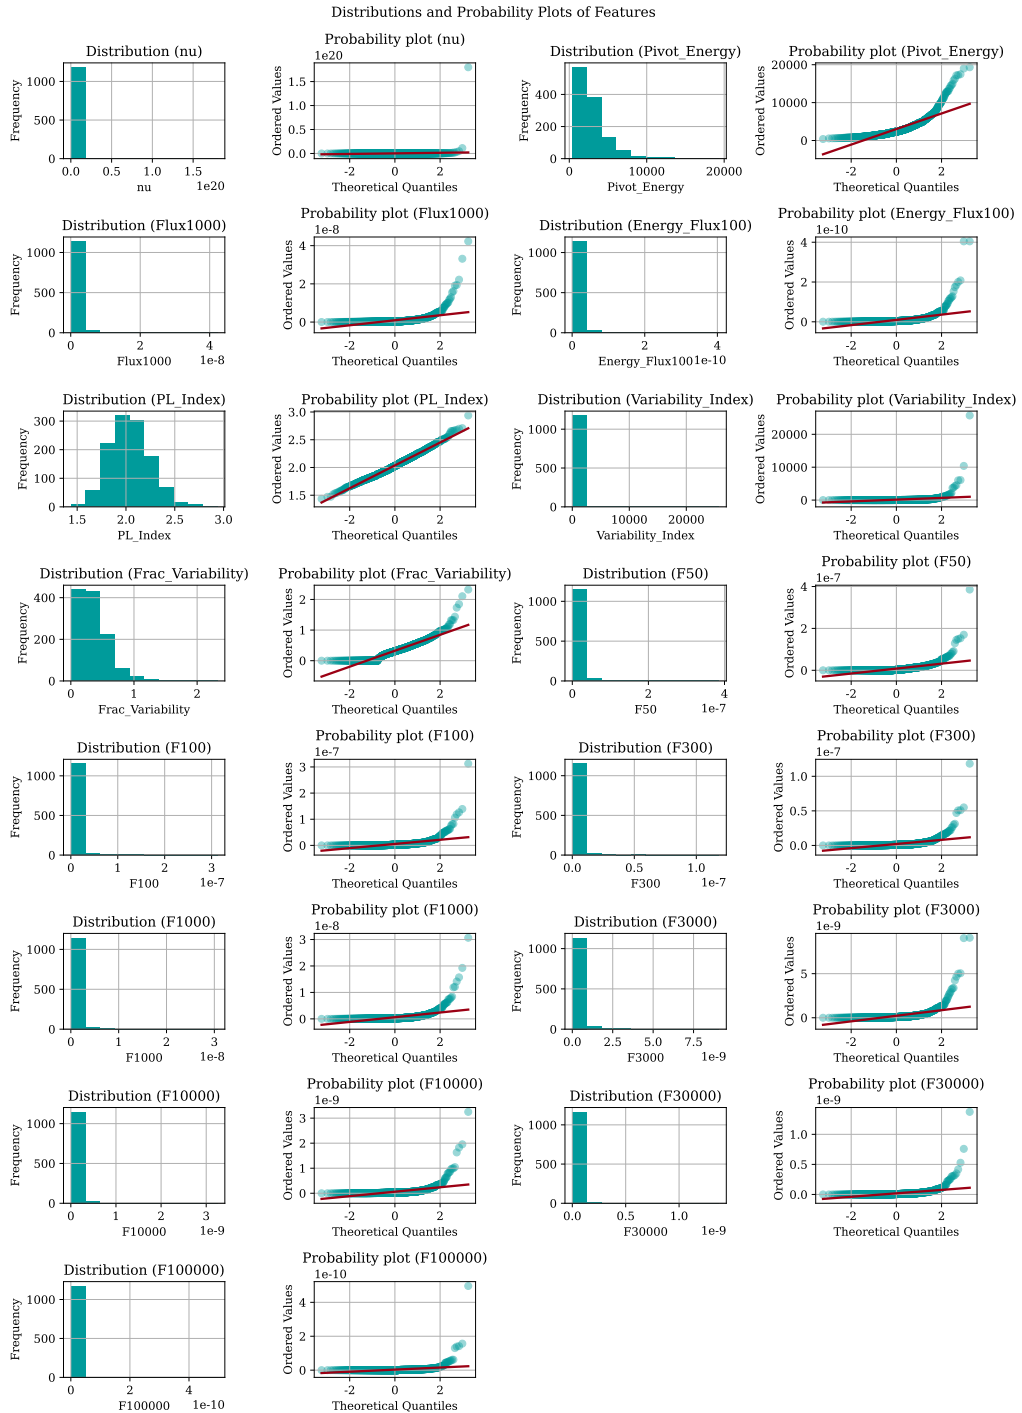 Distributions and Probability Plots of Features
Distribution (nu)
Frequency
1000
500
0
0.0 0.5 1.0 1.5
1e20
nu
Probability plot (nu)
1e20
Ordered Values
1.5
1.0
0.5
0.0
-2 0 2
Theoretical Quantiles
Distribution (Pivot_Energy)
Frequency
400
200
0
0 10000 20000
Pivot_Energy
Probability plot (Pivot_Energy)
Ordered Values
20000
10000
0
-2 0 2
Theoretical Quantiles
Distribution (Flux1000)
Frequency
1000
500
0
0 2 4
Flux1000 1e-8
Probability plot (Flux1000)
1e-8
Ordered Values
4
2
0
-2 0 2
Theoretical Quantiles
Distribution (Energy_Flux100)
Frequency
1000
500
0
0 2 4
Energy_Flux100 1e-10
Probability plot (Energy_Flux100)
1e-10
Ordered Values
4
2
0
-2 0 2
Theoretical Quantiles
Distribution (PL_Index)
Frequency
300
200
100
0
1.5 2.0 2.5 3.0
PL_Index
Probability plot (PL_Index)
Ordered Values
3.0
2.5
2.0
1.5
-2 0 2
Theoretical Quantiles
Distribution (Variability_Index)
Frequency
1000
500
0
0 10000 20000
Variability_Index
Probability plot (Variability_Index)
Ordered Values
20000
10000
0
-2 0 2
Theoretical Quantiles
Distribution (Frac_Variability)
Frequency
400
200
0
0 1 2
Frac_Variability
Probability plot (Frac_Variability)
Ordered Values
2
1
0
-2 0 2
Theoretical Quantiles
Distribution (F50)
Frequency
1000
500
0
0 2 4
F50 1e-7
Probability plot (F50)
1e-7
Ordered Values
4
2
0
-2 0 2
Theoretical Quantiles
Distribution (F100)
Frequency
1000
500
0
0 1 2 3
F100 1e-7
Probability plot (F100)
1e-7
Ordered Values
3
2
1
0
-2 0 2
Theoretical Quantiles
Distribution (F300)
Frequency
1000
500
0
0.0 0.5 1.0
F300 1e-7
Probability plot (F300)
1e-7
Ordered Values
1.0
0.5
0.0
-2 0 2
Theoretical Quantiles
Distribution (F1000)
Frequency
1000
500
0
0 1 2 3
F1000 1e-8
Probability plot (F1000)
1e-8
Ordered Values
3
2
1
0
-2 0 2
Theoretical Quantiles
Distribution (F3000)
Frequency
1000
500
0
0.0 2.5 5.0 7.5
F3000 1e-9
Probability plot (F3000)
1e-9
Ordered Values
5
0
-2 0 2
Theoretical Quantiles
Distribution (F10000)
Frequency
1000
500
0
0 1 2 3
F10000 1e-9
Probability plot (F10000)
1e-9
Ordered Values
3
2
1
0
-2 0 2
Theoretical Quantiles
Distribution (F30000)
Frequency
1000
500
0
0.0 0.5 1.0
F30000 1e-9
Probability plot (F30000)
1e-9
Ordered Values
1.0
0.5
0.0
-2 0 2
Theoretical Quantiles
Distribution (F100000)
Frequency
1000
500
0
0 2 4
F100000 1e-10
Probability plot (F100000)
1e-10
Ordered Values
4
2
0
-2 0 2
Theoretical Quantiles